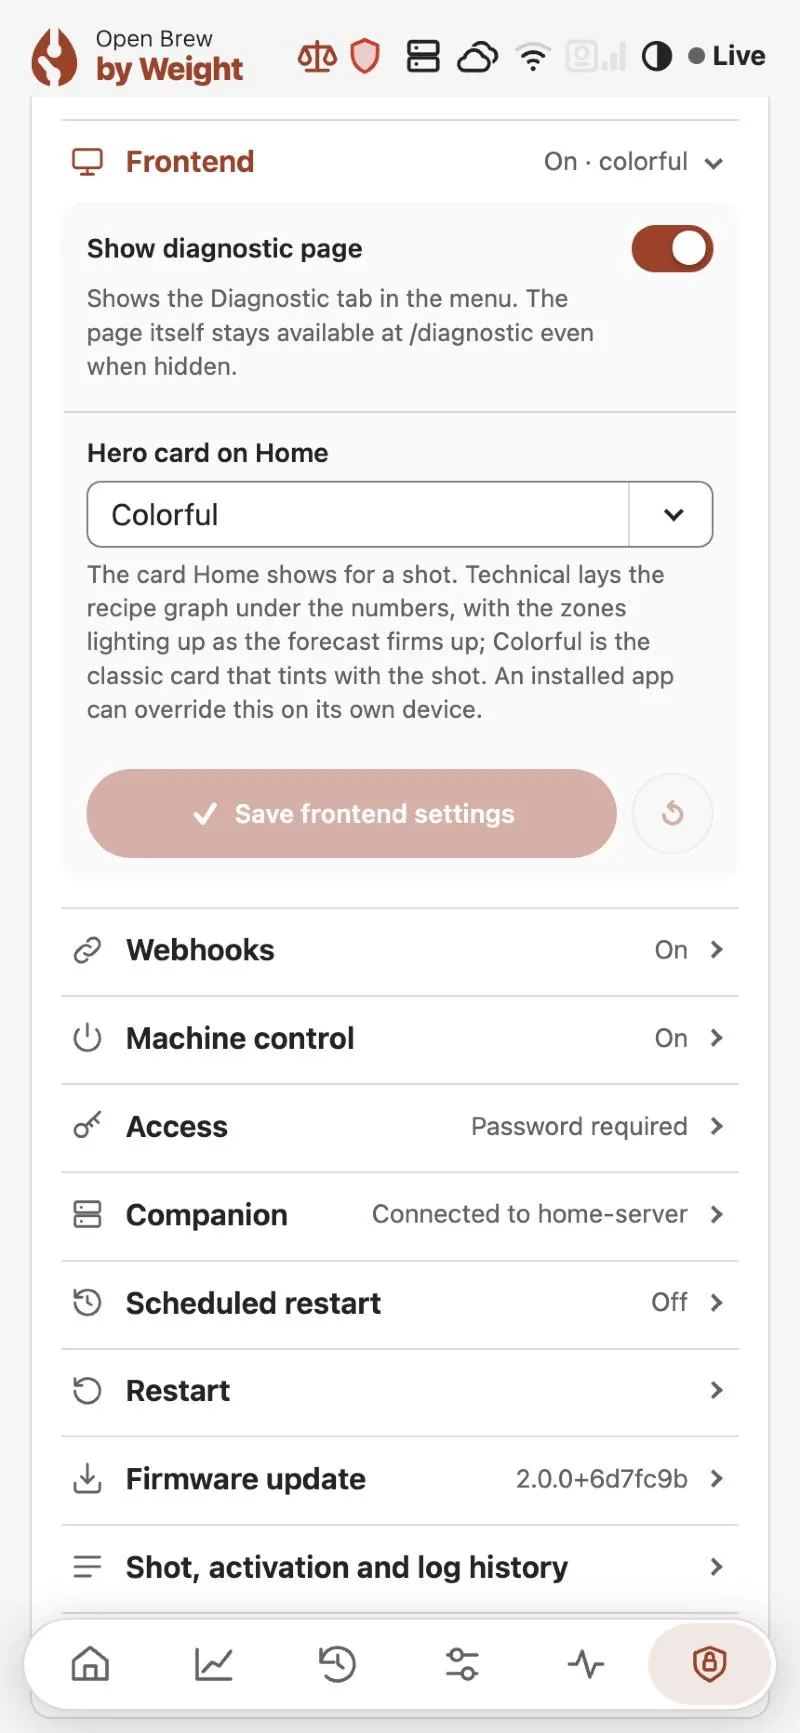 Open Brew
by Weight
Live
Frontend
On · colorful
Show diagnostic page
Shows the Diagnostic tab in the menu. The
page itself stays available at /diagnostic even
when hidden.
Hero card on Home
Colorful
The card Home shows for a shot. Technical lays the
recipe graph under the numbers, with the zones
lighting up as the forecast firms up; Colorful is the
classic card that tints with the shot. An installed app
can override this on its own device.
Save frontend settings
Webhooks
On
Machine control
On
Access
Password required
Companion
Connected to home-server
Scheduled restart
Off
Restart
Firmware update
2.0.0+6d7fc9b
Shot, activation and log history